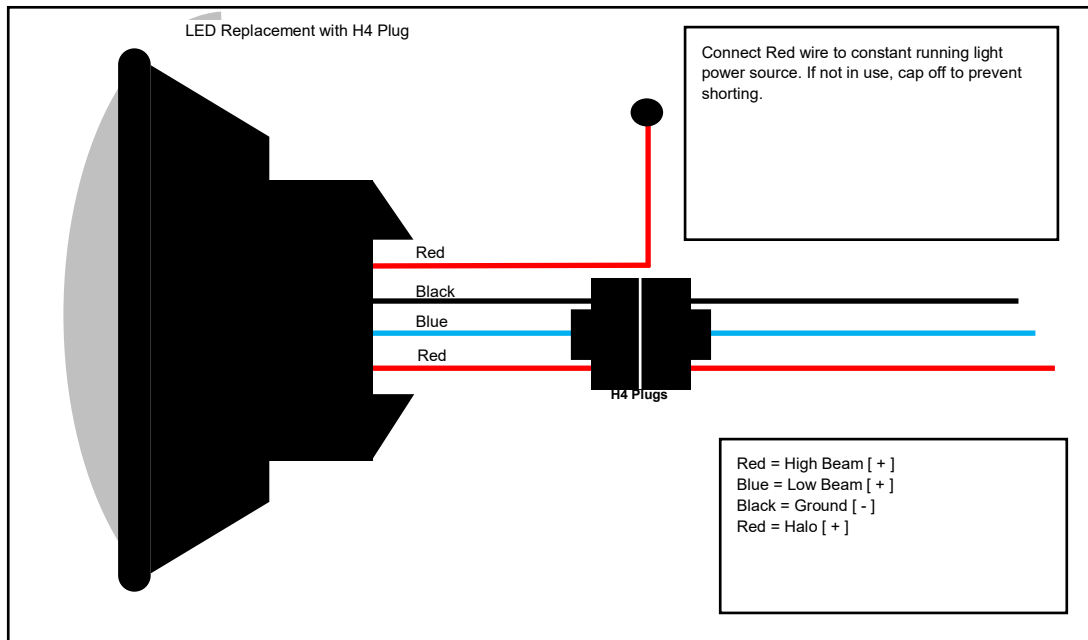 LED Replacement with H4 Plug
Connect Red wire to constant running light
power source. If not in use, cap off to prevent
shorting.
Red
Black
Blue
Red
H4 Plugs
Red = High Beam [ + ]
Blue = Low Beam [ + ]
Black = Ground [ - ]
Red = Halo [ + ]